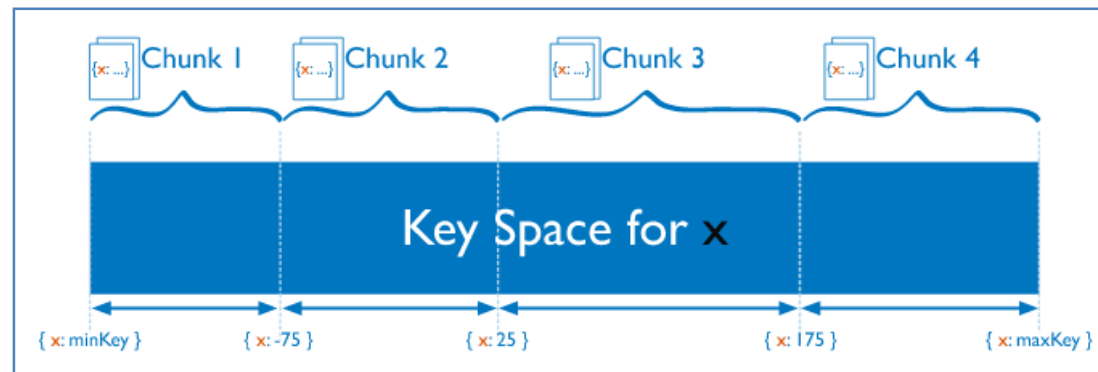 Chunk 1 Chunk 2 Chunk 3 Chunk 4
{x: ...} {x: ...} {x: ...} {x: ...}
Key Space for x
{ x: minKey } { x: -75 } { x: 25 } { x: 175 } { x: maxKey }